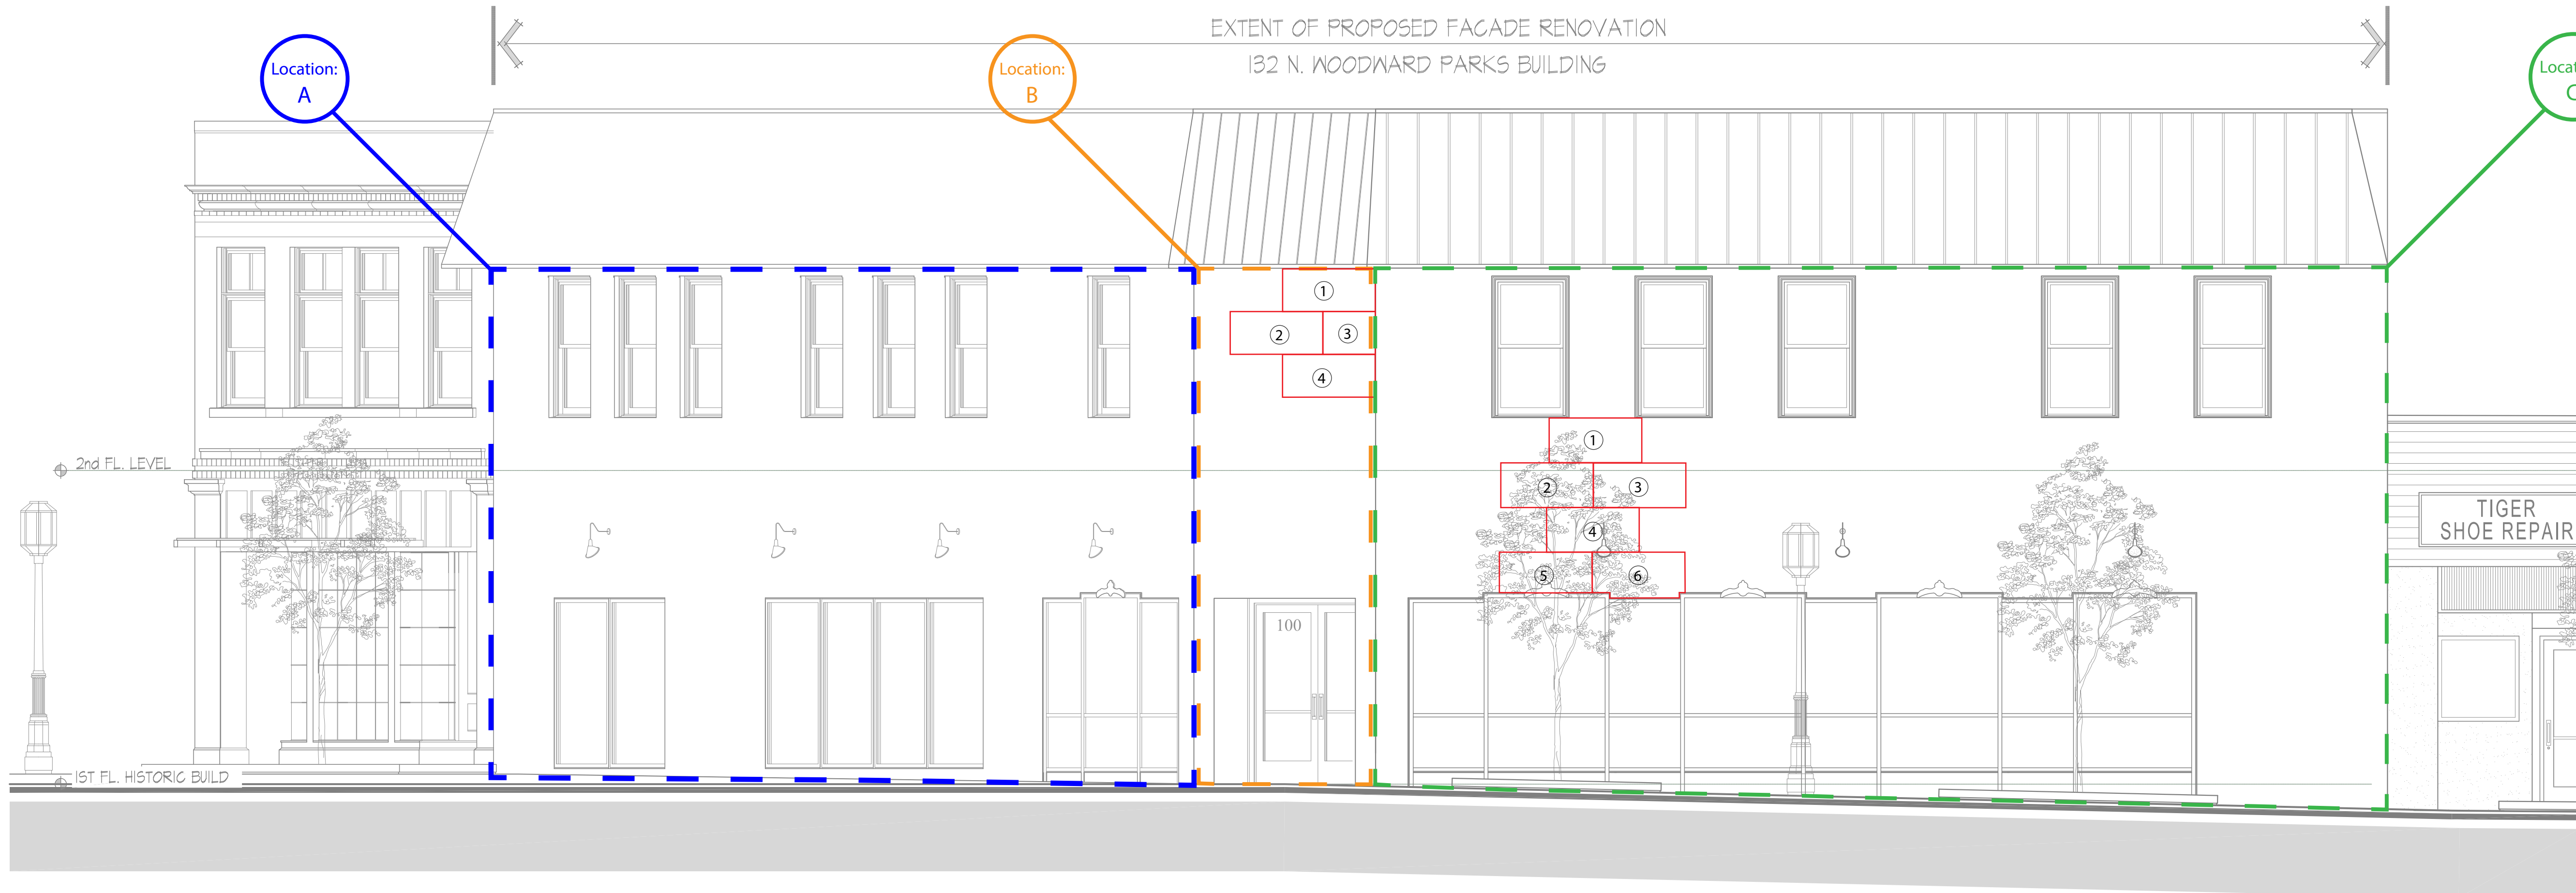 EXTENT OF PROPOSED FACADE RENOVATION
132 N. WOODWARD PARKS BUILDING
Location:
A
Location:
B
1
2
3
4
1
2
3
4
5
6
2nd FL. LEVEL
TIGER
SHOE REPAIR
100
1ST FL. HISTORIC BUILD